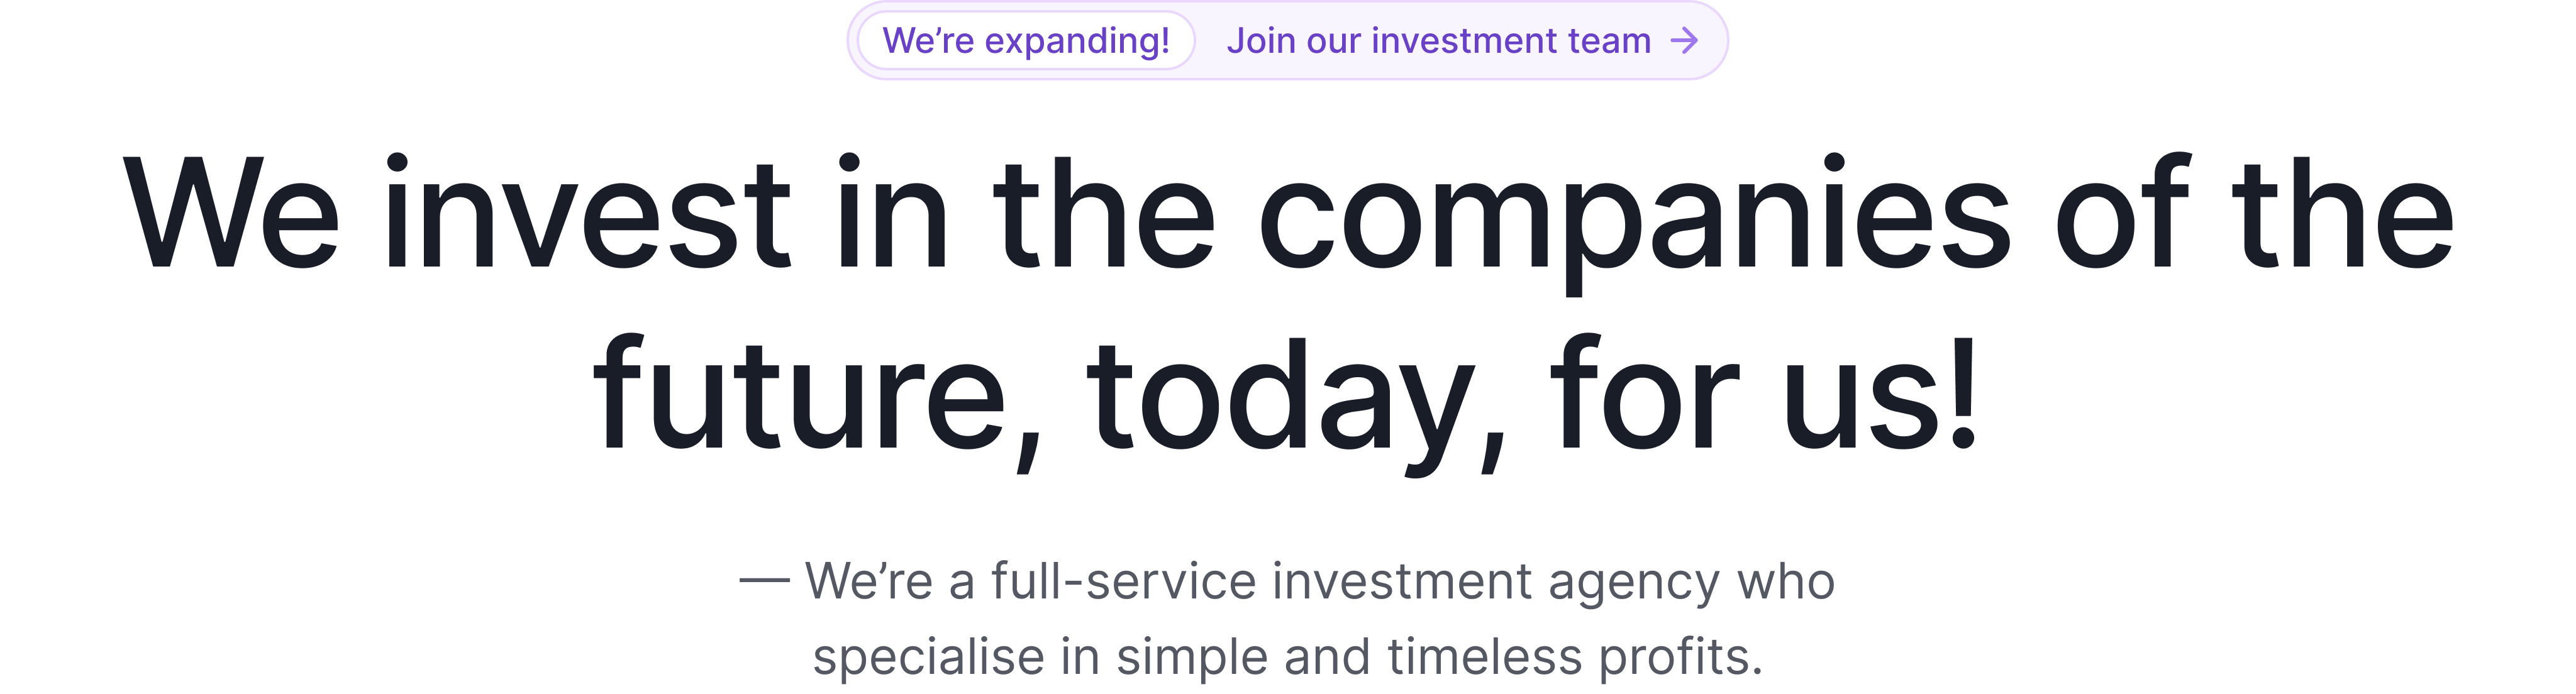 We’re expanding! Join our investment team →
We invest in the companies of the
future, today, for us!
— We’re a full-service investment agency who
specialise in simple and timeless profits.